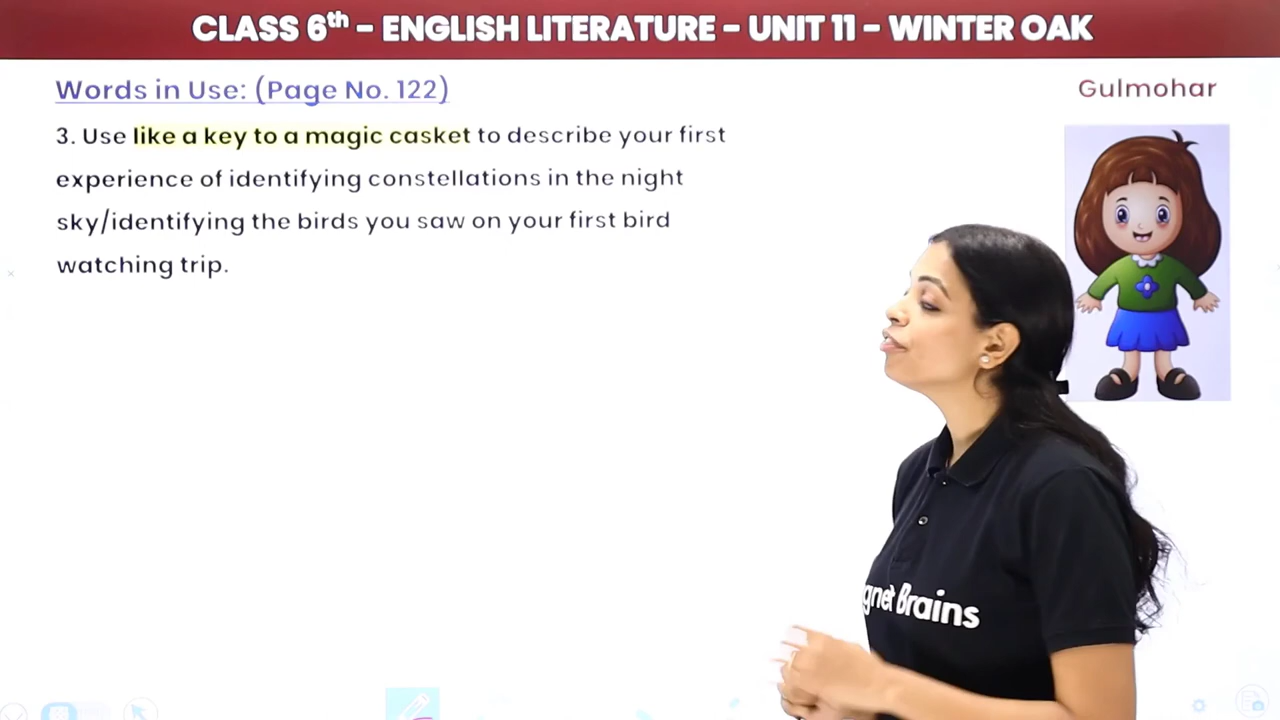 CLASS 6th - ENGLISH LITERATURE - UNIT 11 - WINTER OAK
Words in Use: (Page No. 122)
Gulmohar
3. Use like a key to a magic casket to describe your first
experience of identifying constellations in the night
sky/identifying the birds you saw on your first bird
watching trip.
gnet Brains